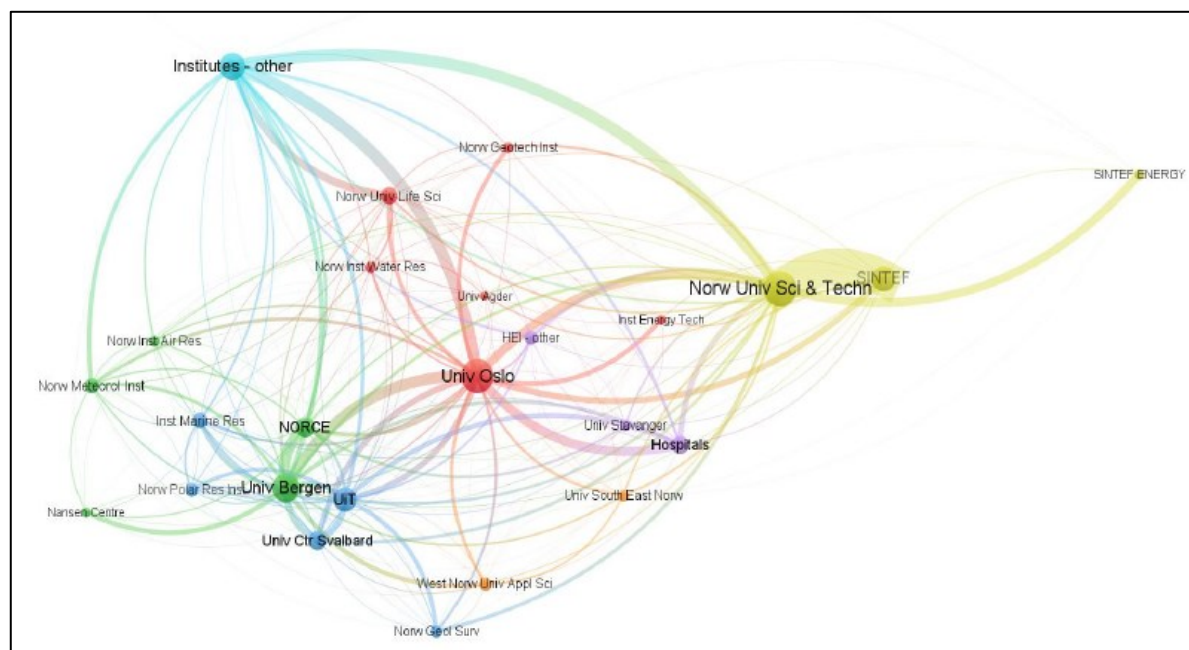 Institutes - other
Norw Geotech Inst
SINTEF ENERGY
Norw Univ Life Sci
Norw Inst Water Res
SINTEF
Norw Univ Sci & Techn
Univ Agder
Inst Energy Tech
HEI - other
Norw Inst Air Res
Univ Oslo
Norw Meteorol Inst
Inst Marine Res
NORCE
Univ Stavanger
Hospitals
Norw Polar Res Ins
Univ Bergen
UiT
Univ South East Norw
Nansen Centre
Univ Ctr Svalbard
West Norw Univ Appl Sci
Norw Geol Surv